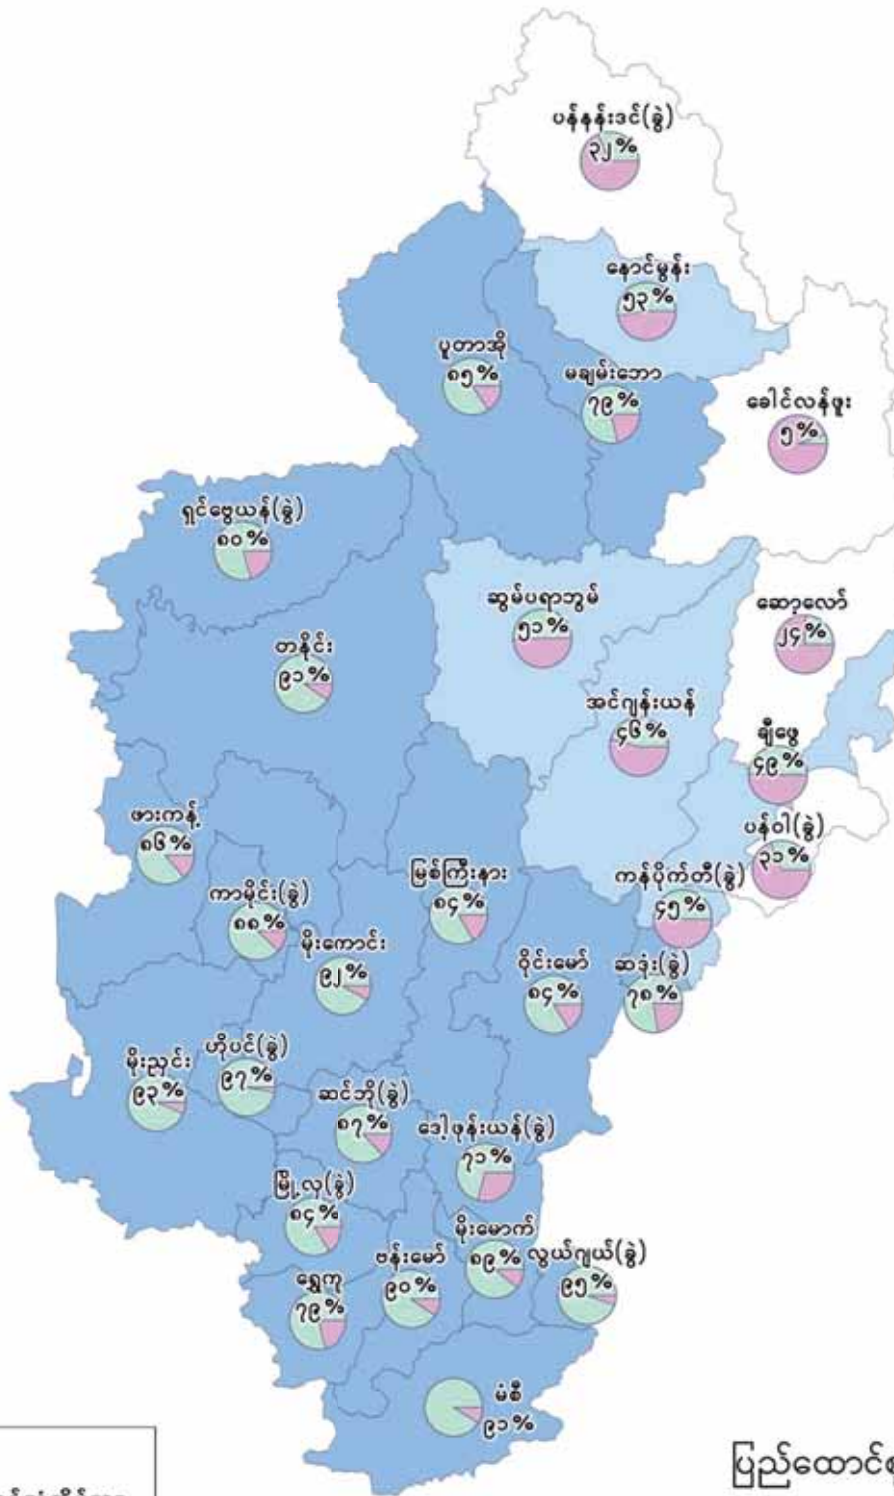 ပန်နန်းဒင်(ခွဲ)
၃၂%
နောင်မွန်း
၅၃%
ပူတာအို
၈၅%
မချမ်းဘော
၇၉%
ခေါင်လန်ဖူး
၅%
ရှင်ဗွေယန်(ခွဲ)
၈၀%
ဆွမ်ပရာဘွမ်
၅၁%
ဆော့လော်
၂၄%
တနိုင်း
၉၁%
အင်ဂျန်းယန်
၄၆%
ချီဖွေ
၄၉%
ဖားကန့်
၈၆%
ပန်ဝါ(ခွဲ)
၃၁%
ကာမိုင်း(ခွဲ)
၈၈%
မြစ်ကြီးနား
၈၄%
ကန်ပိုက်တီ(ခွဲ)
၄၅%
မိုးကောင်း
၉၂%
ဝိုင်းမော်
၈၄%
ဆဒုံး(ခွဲ)
၇၈%
မိုးညှင်း
၉၃%
ဟိုပင်(ခွဲ)
၉၇%
ဆင်ဘို(ခွဲ)
၈၇%
ဒေါ့ဖုန်းယန်(ခွဲ)
၇၁%
မြို့လှ(ခွဲ)
၈၄%
မိုးမောက်
၈၉%
လွယ်ဂျယ်(ခွဲ)
၉၅%
ဗန်းမော်
၉၀%
ရွှေကူ
၇၉%
မံစီ
၉၁%